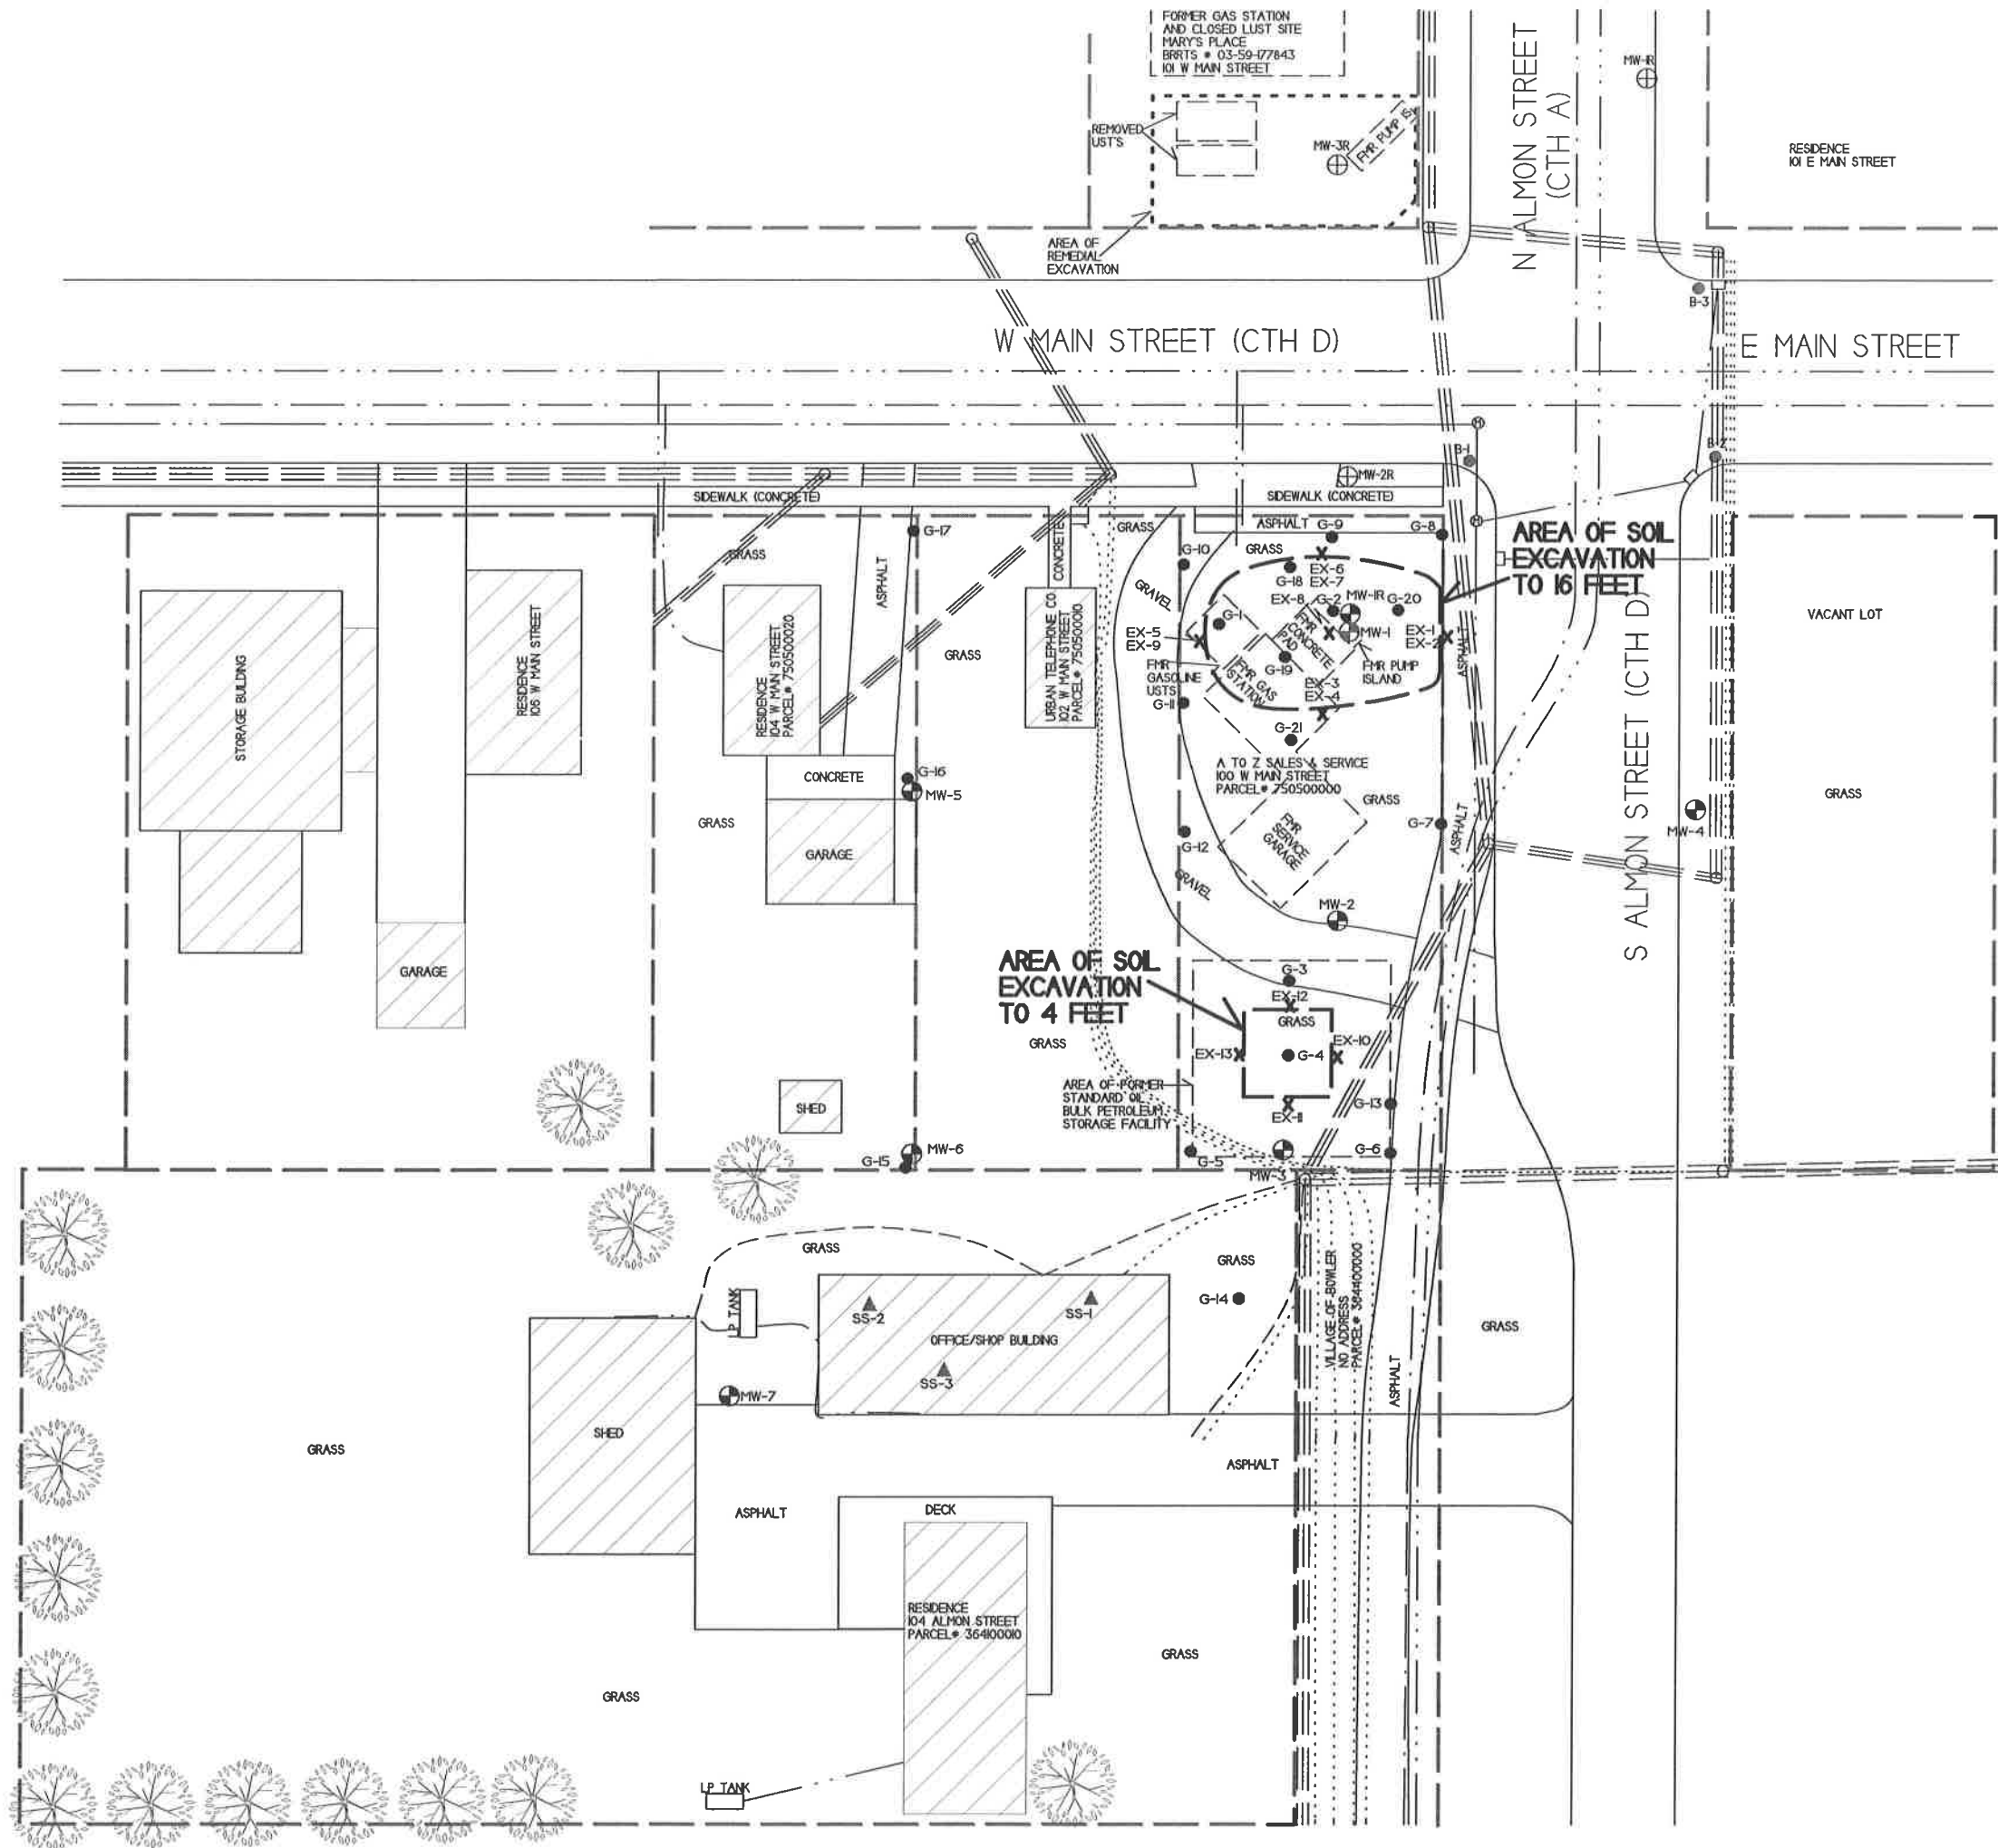 FORMER GAS STATION
AND CLOSED LUST SITE
MARY'S PLACE
BRRTS # 03-59-177843
101 W MAIN STREET
N ALMON STREET
(CTH A)
MW-1R
REMOVED
UST'S
MW-3R
FMR PUMP IS
RESIDENCE
101 E MAIN STREET
AREA OF
REMEDIAL
EXCAVATION
B-3
W MAIN STREET (CTH D)
E MAIN STREET
M
B-1
B-2
MW-2R
SIDEWALK (CONCRETE)
SIDEWALK (CONCRETE)
M
G-17
GRASS
ASPHALT
CONCRETE
GRASS
ASPHALT
G-9
G-8
AREA OF SOIL
EXCAVATION
TO 16 FEET
G-10
GRASS
EX-6
EX-7
G-18
GRAVEL
EX-8
G-2
MW-1R
G-20
G-1
MW-1
EX-1
EX-2
ASPHALT
EX-5
EX-9
FMR
CONCRETE
PAD
G-19
FMR PUMP
ISLAND
FMR
GASOLINE
USTS
FMR GAS
STATION
EX-3
EX-4
G-11
G-21
VACANT LOT
STORAGE BUILDING
RESIDENCE
106 W MAIN STREET
RESIDENCE
104 W MAIN STREET
PARCEL# 750500020
GRASS
URBAN TELEPHONE CO
102 W MAIN STREET
PARCEL# 750500010
A TO Z SALES & SERVICE
100 W MAIN STREET
PARCEL# 750500000
GRASS
S ALMON STREET (CTH D)
GRASS
CONCRETE
G-16
MW-5
GRASS
GARAGE
G-12
FMR
SERVICE
GARAGE
G-7
ASPHALT
MW-4
GRAVEL
MW-2
GARAGE
AREA OF SOIL
EXCAVATION
TO 4 FEET
GRASS
G-3
EX-12
GRASS
EX-13
G-4
EX-10
AREA OF FORMER
STANDARD OIL
BULK PETROLEUM
STORAGE FACILITY
EX-11
G-13
SHED
G-15
MW-6
G-5
G-6
MW-3
GRASS
GRASS
LP TANK
SS-2
SS-1
G-14
OFFICE/SHOP BUILDING
SS-3
VILLAGE OF BOWLER
NO ADDRESS
PARCEL# 364400000
GRASS
MW-7
ASPHALT
SHED
GRASS
ASPHALT
ASPHALT
DECK
RESIDENCE
104 ALMON STREET
PARCEL# 364100010
GRASS
GRASS
LP TANK